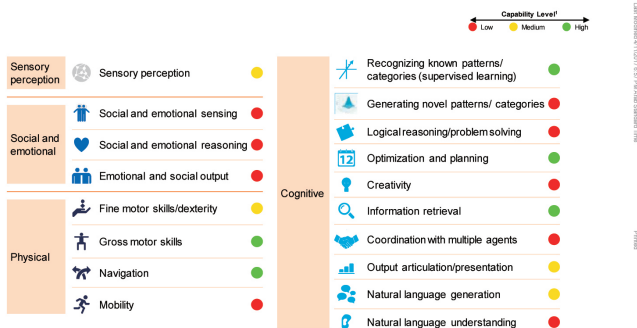 Capability Level¹
Low
Medium
High
Sensory
perception
Sensory perception
Social and
emotional
Social and emotional sensing
Social and emotional reasoning
Emotional and social output
Physical
Fine motor skills/dexterity
Gross motor skills
Navigation
Mobility
Cognitive
Recognizing known patterns/
categories (supervised learning)
Generating novel patterns/ categories
Logical reasoning/problem solving
12
Optimization and planning
Creativity
Information retrieval
Coordination with multiple agents
Output articulation/presentation
Natural language generation
Natural language understanding
Printed